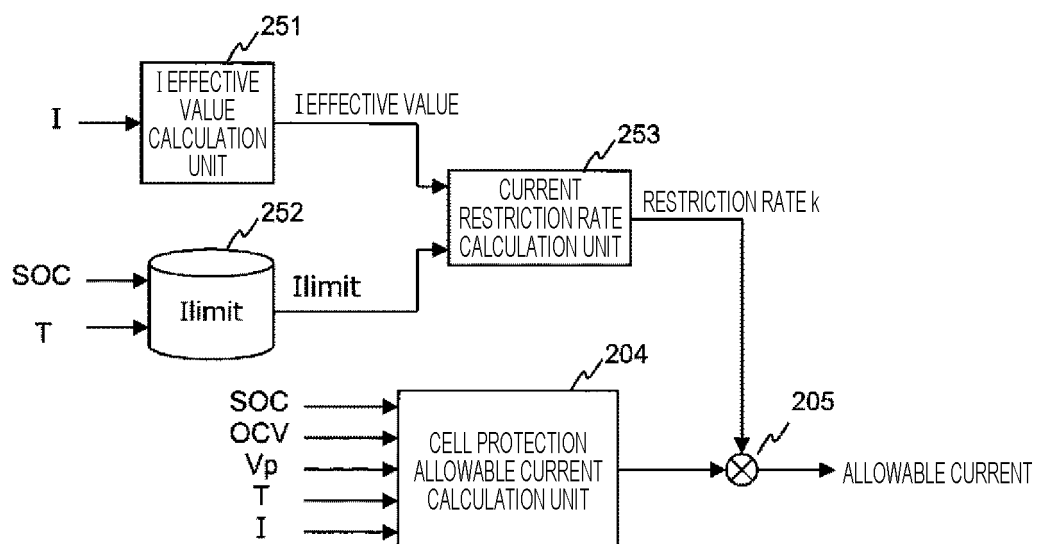 251
I EFFECTIVE
VALUE
CALCULATION
UNIT
I
I EFFECTIVE VALUE
253
CURRENT
RESTRICTION RATE
CALCULATION UNIT
RESTRICTION RATE k
252
SOC
T
Ilimit
Ilimit
204
SOC
OCV
Vp
T
I
CELL PROTECTION
ALLOWABLE CURRENT
CALCULATION UNIT
205
ALLOWABLE CURRENT